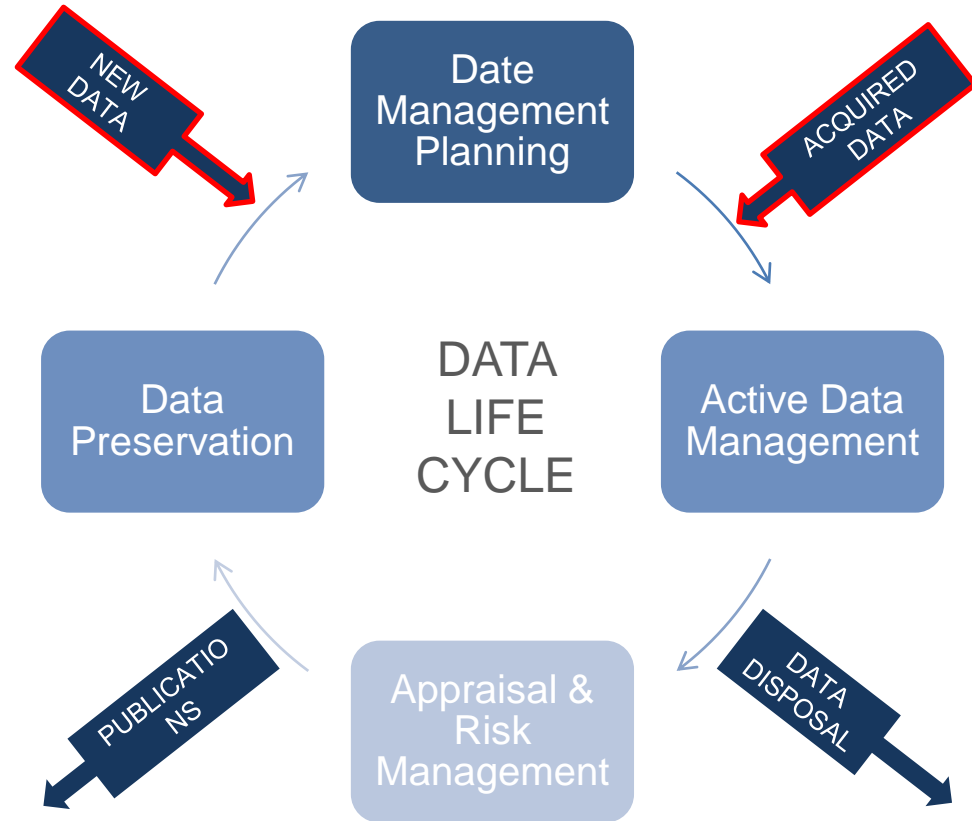 NEW
DATA
Date
Management
Planning
ACQUIRED
DATA
Data
Preservation
DATA
LIFE
CYCLE
Active Data
Management
PUBLICATIO
NS
Appraisal &
Risk
Management
DATA
DISPOSAL